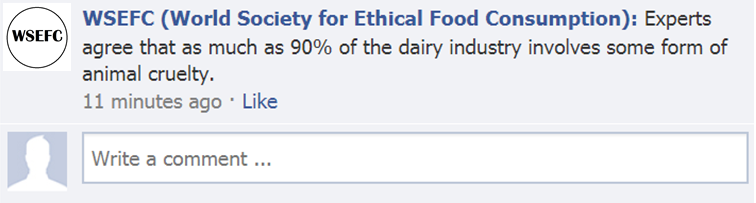 WSEFC
WSEFC (World Society for Ethical Food Consumption): Experts
agree that as much as 90% of the dairy industry involves some form of
animal cruelty.
11 minutes ago · Like
Write a comment ...